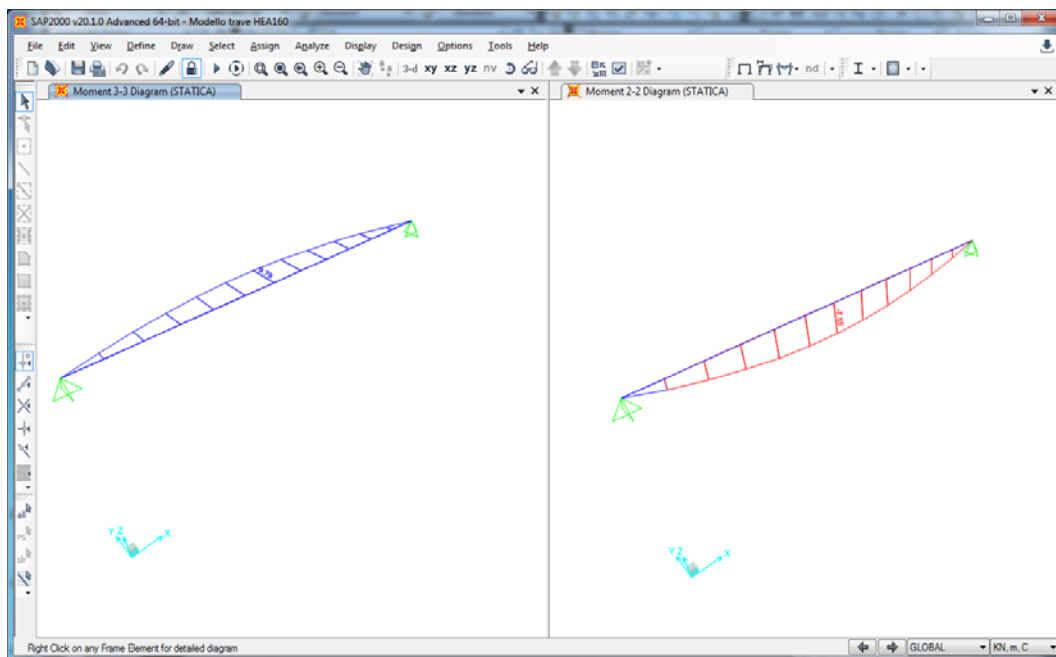 SAP2000 v20.1.0 Advanced 64-bit - Modello trave HEA160
File Edit View Define Draw Select Assign Analyze Display Design Options Tools Help
3-d xy xz yz nv nd
Moment 3-3 Diagram (STATICA)
Moment 2-2 Diagram (STATICA)
all
Y Z X
Y Z X
Right Click on any Frame Element for detailed diagram
GLOBAL
KN, m, C